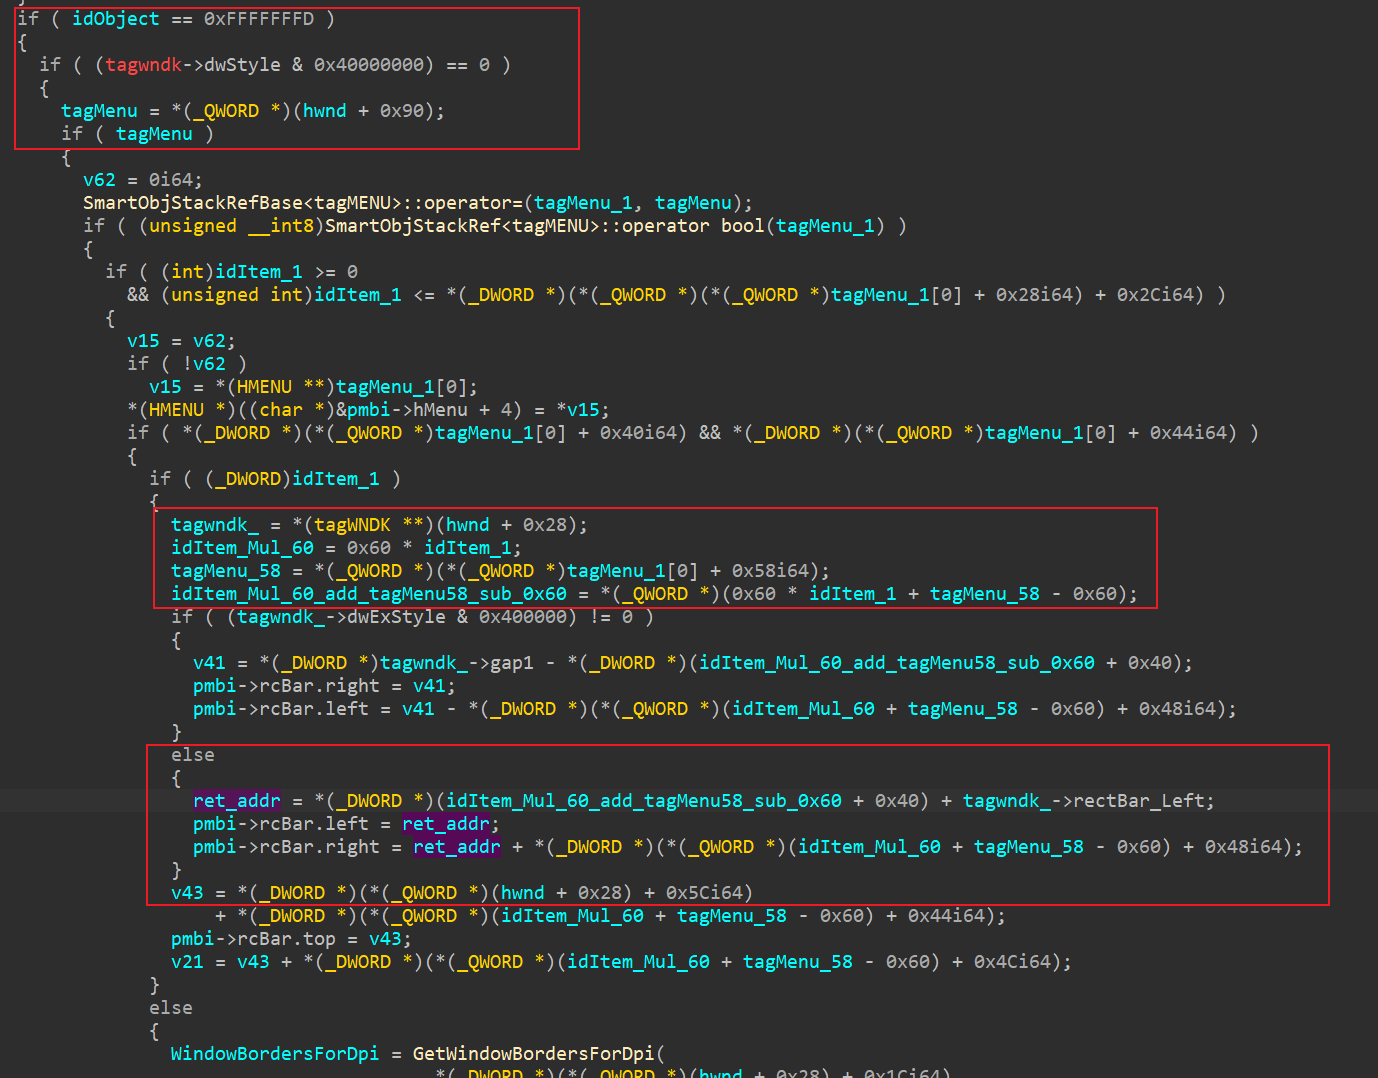 }
if ( idObject == 0xFFFFFFFD )
{
if ( (tagwndk->dwStyle & 0x40000000) == 0 )
{
tagMenu = *(_QWORD *)(hwnd + 0x90);
if ( tagMenu )
{
v62 = 0i64;
SmartObjStackRefBase<tagMENU>::operator=(tagMenu_1, tagMenu);
if ( (unsigned __int8)SmartObjStackRef<tagMENU>::operator bool(tagMenu_1) )
{
if ( (int)idItem_1 >= 0
&& (unsigned int)idItem_1 <= *(_DWORD *)(*(_QWORD *)(*(_QWORD *)tagMenu_1[0] + 0x28i64) + 0x2Ci64) )
{
v15 = v62;
if ( !v62 )
v15 = *(HMENU **)tagMenu_1[0];
*(HMENU *)((char *)&pmbi->hMenu + 4) = *v15;
if ( *(_DWORD *)(*(_QWORD *)tagMenu_1[0] + 0x40i64) && *(_DWORD *)(*(_QWORD *)tagMenu_1[0] + 0x44i64) )
{
if ( (_DWORD)idItem_1 )
{
tagwndk_ = *(tagWNDK **)(hwnd + 0x28);
idItem_Mul_60 = 0x60 * idItem_1;
tagMenu_58 = *(_QWORD *)(*(_QWORD *)tagMenu_1[0] + 0x58i64);
idItem_Mul_60_add_tagMenu58_sub_0x60 = *(_QWORD *)(0x60 * idItem_1 + tagMenu_58 - 0x60);
if ( (tagwndk_->dwExStyle & 0x400000) != 0 )
{
v41 = *(_DWORD *)tagwndk_->gap1 - *(_DWORD *)(idItem_Mul_60_add_tagMenu58_sub_0x60 + 0x40);
pmbi->rcBar.right = v41;
pmbi->rcBar.left = v41 - *(_DWORD *)(*(_QWORD *)(idItem_Mul_60 + tagMenu_58 - 0x60) + 0x48i64);
}
else
{
ret_addr = *(_DWORD *)(idItem_Mul_60_add_tagMenu58_sub_0x60 + 0x40) + tagwndk_->rectBar_Left;
pmbi->rcBar.left = ret_addr;
pmbi->rcBar.right = ret_addr + *(_DWORD *)(*(_QWORD *)(idItem_Mul_60 + tagMenu_58 - 0x60) + 0x48i64);
}
v43 = *(_DWORD *)(*(_QWORD *)(hwnd + 0x28) + 0x5Ci64)
+ *(_DWORD *)(*(_QWORD *)(idItem_Mul_60 + tagMenu_58 - 0x60) + 0x44i64);
pmbi->rcBar.top = v43;
v21 = v43 + *(_DWORD *)(*(_QWORD *)(idItem_Mul_60 + tagMenu_58 - 0x60) + 0x4Ci64);
}
else
{
WindowBordersForDpi = GetWindowBordersForDpi(
*(_DWORD *)(*(_QWORD *)(hwnd + 0x28) + 0x1Ci64)